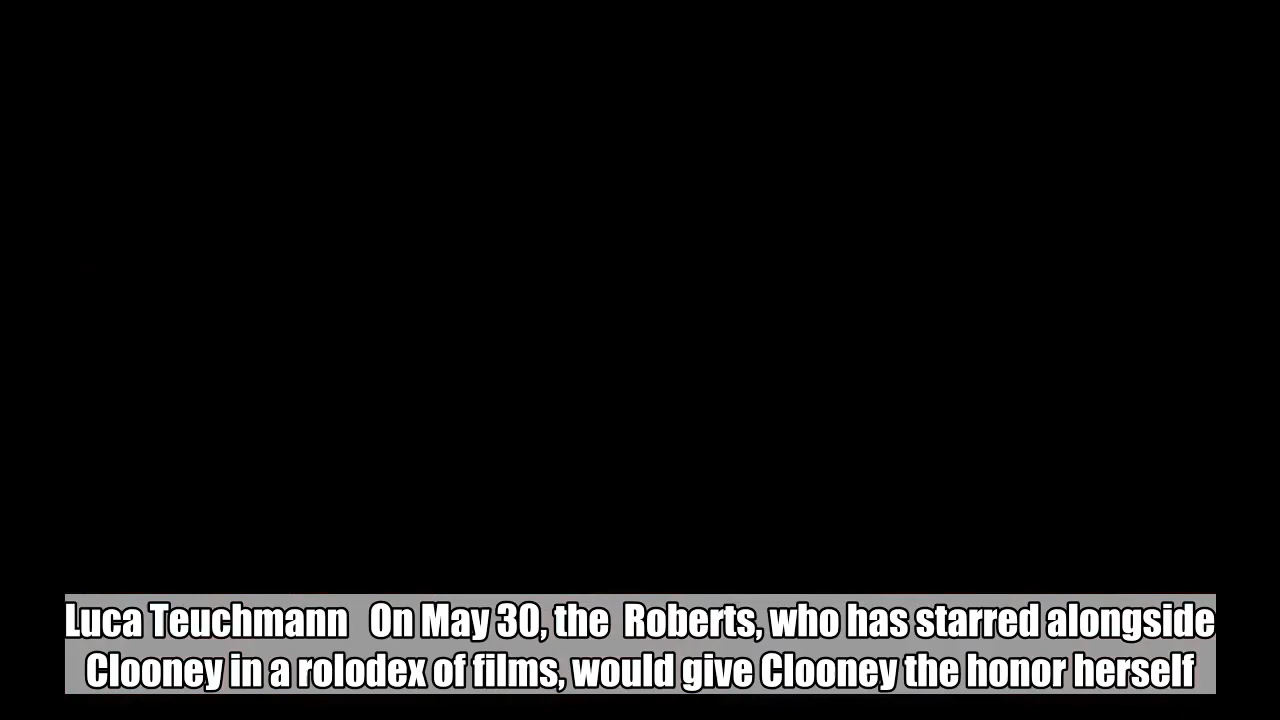 Luca Teuchmann   On May 30, the  Roberts, who has starred alongside
Clooney in a rolodex of films, would give Clooney the honor herself